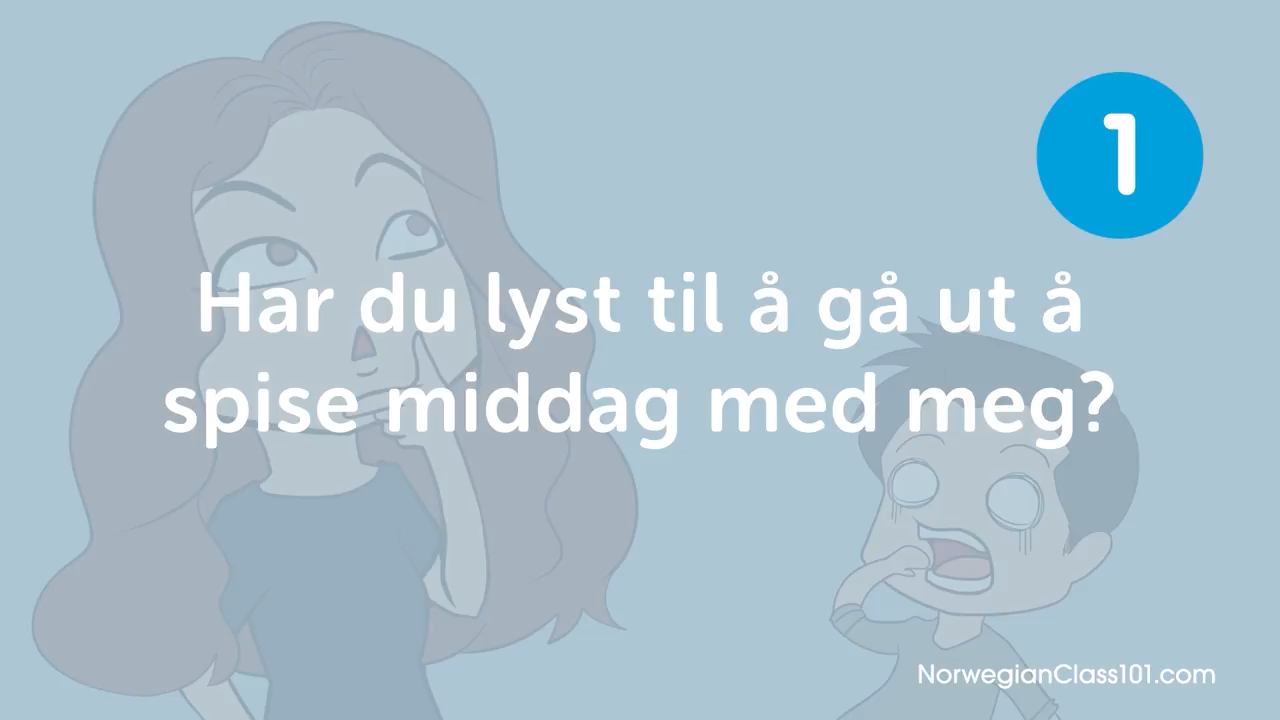 1
Har du lyst til å gå ut å
spise middag med meg?
NorwegianClass101.com